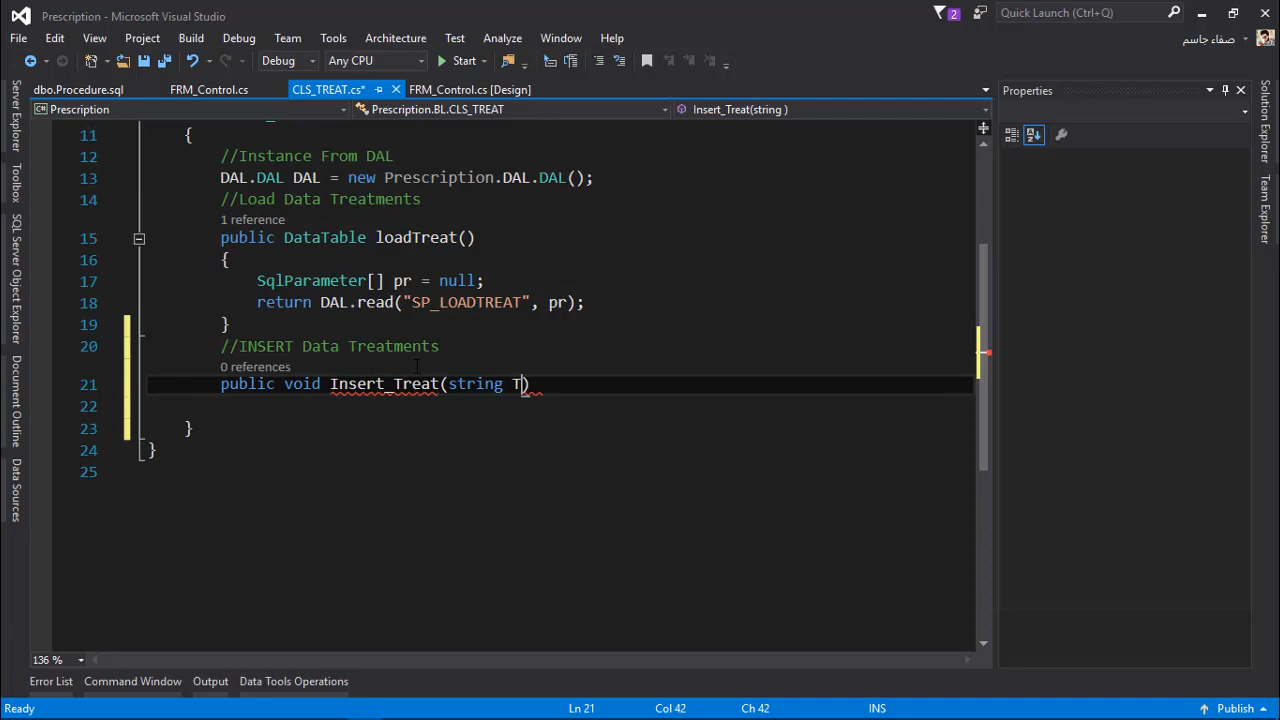 Prescription - Microsoft Visual Studio
2
Quick Launch (Ctrl+Q)
File Edit View Project Build Debug Team Tools Architecture Test Analyze Window Help
صفاء جاسم
Debug Any CPU Start
dbo.Procedure.sql FRM_Control.cs CLS_TREAT.cs* FRM_Control.cs [Design]
Properties
Prescription Prescription.BL.CLS_TREAT Insert_Treat(string )
Server Explorer
Toolbox
SQL Server Object Explorer
Document Outline
Data Sources
11 {
12 //Instance From DAL
13 DAL.DAL DAL = new Prescription.DAL.DAL();
14 //Load Data Treatments
1 reference
15 public DataTable loadTreat()
16 {
17 SqlParameter[] pr = null;
18 return DAL.read("SP_LOADTREAT", pr);
19 }
20 //INSERT Data Treatments
0 references
21 public void Insert_Treat(string T)
22
23 }
24 }
25
Solution Explorer
Team Explorer
136 %
Error List Command Window Output Data Tools Operations
Ready Ln 21 Col 42 Ch 42 INS Publish